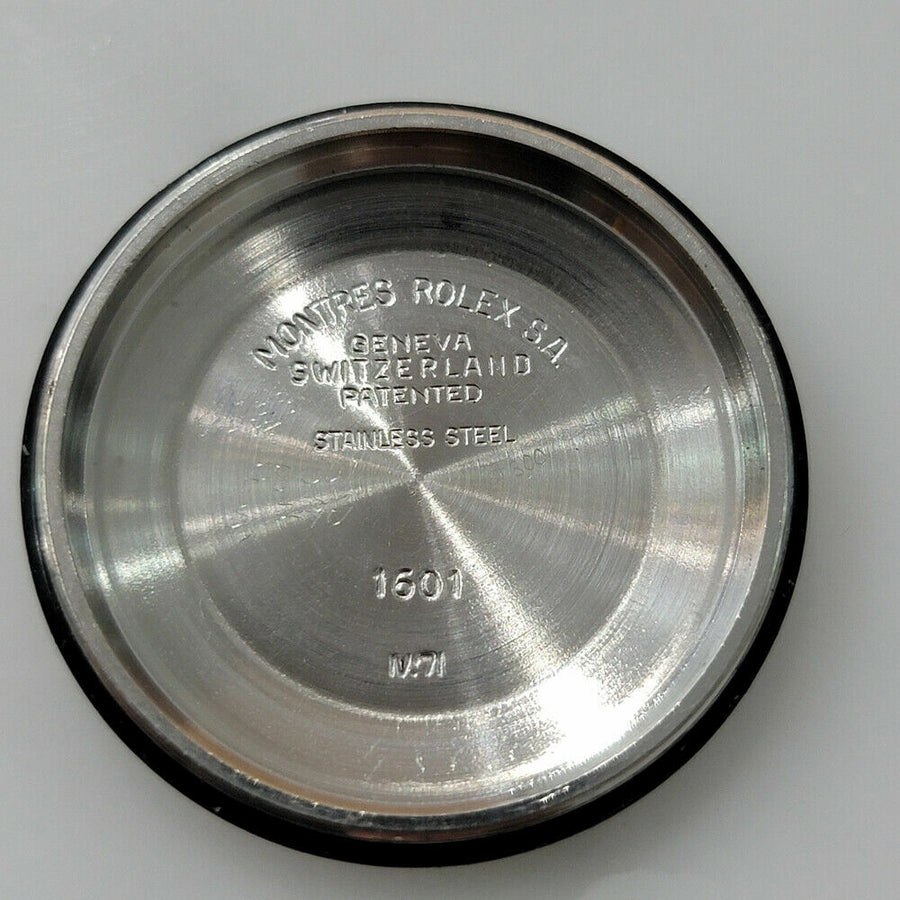 MONTRES ROLEX S.A.
GENEVA
SWITZERLAND
PATENTED
STAINLESS STEEL
1601
IV.71